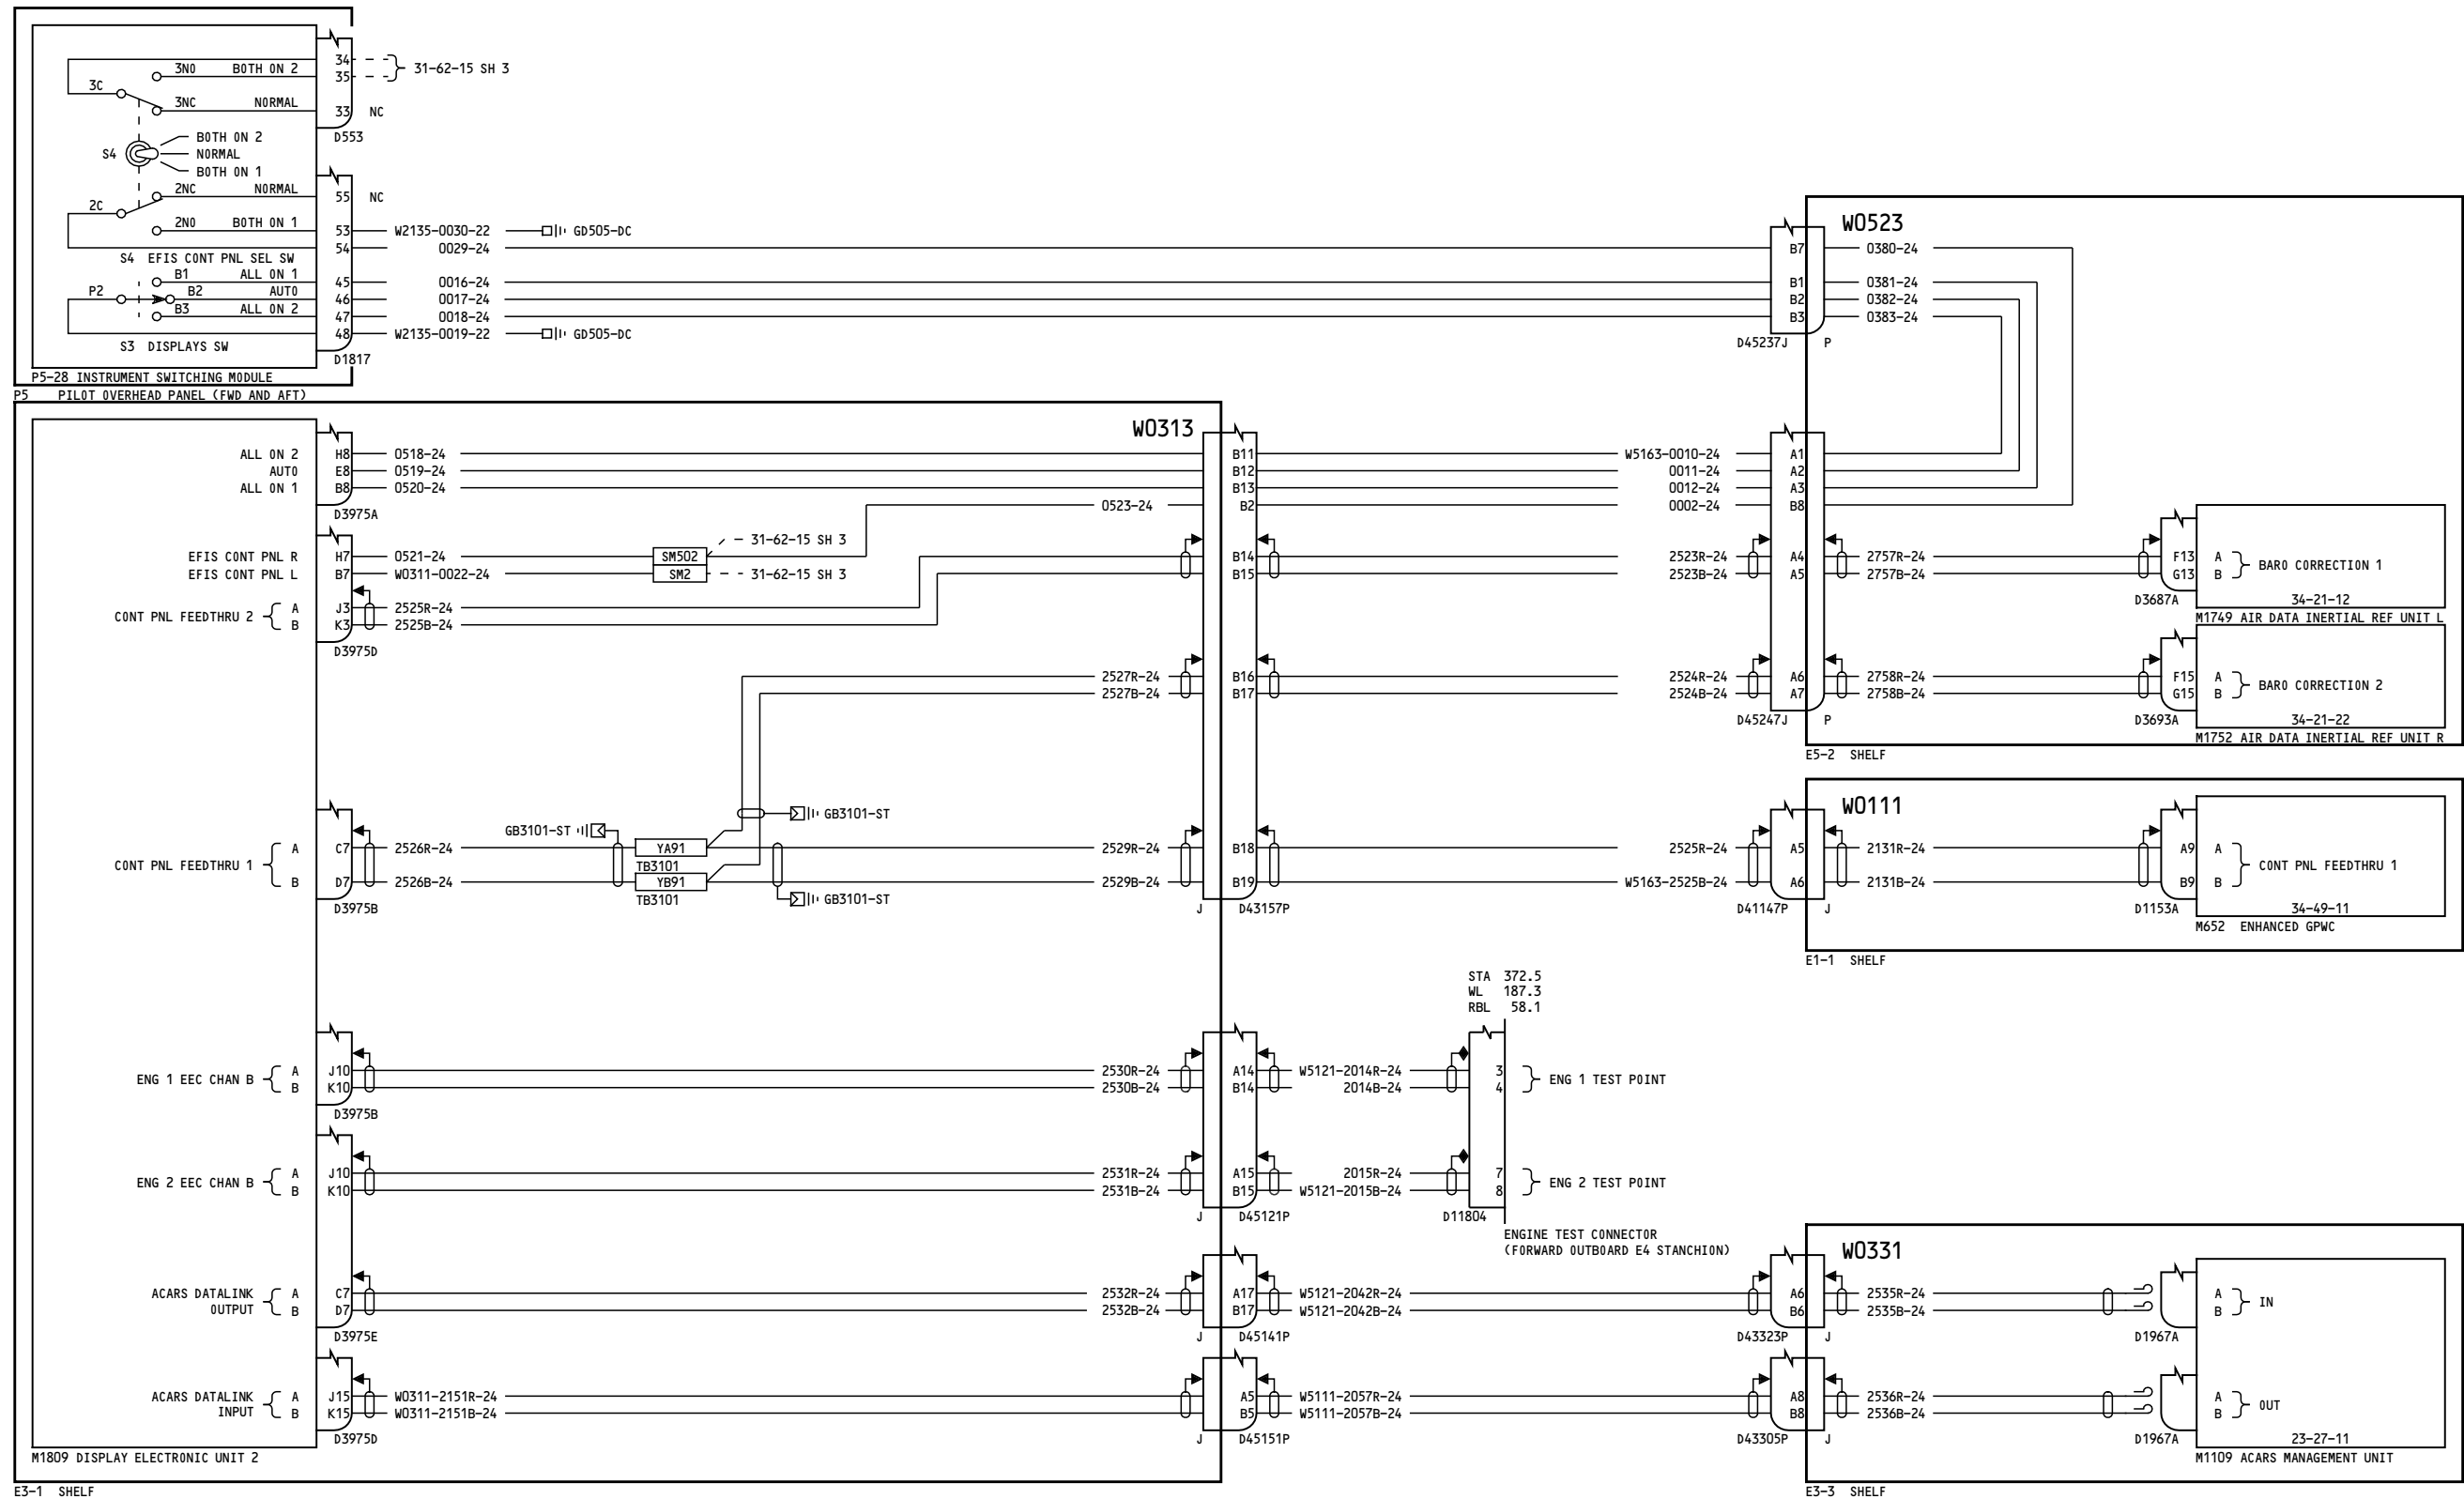 34
3NO BOTH ON 2 35 31-62-15 SH 3
3C
3NC NORMAL 33 NC
D553
BOTH ON 2
S4 NORMAL
BOTH ON 1
2NC NORMAL 55 NC
2C
2NO BOTH ON 1 53 W2135-0030-22 GD505-DC
54 0029-24
S4 EFIS CONT PNL SEL SW
B1 ALL ON 1 45 0016-24
P2 B2 AUTO 46 0017-24
B3 ALL ON 2 47 0018-24
48 W2135-0019-22 GD505-DC
S3 DISPLAYS SW
D1817
P5-28 INSTRUMENT SWITCHING MODULE
P5 PILOT OVERHEAD PANEL (FWD AND AFT)
W0523
B7 0380-24
B1 0381-24
B2 0382-24
B3 0383-24
D45237J P
W0313
ALL ON 2 H8 0518-24 B11 W5163-0010-24 A1
AUTO E8 0519-24 B12 0011-24 A2
ALL ON 1 B8 0520-24 B13 0012-24 A3
0523-24 B2 0002-24 B8
D3975A
31-62-15 SH 3
EFIS CONT PNL R H7 0521-24 SM502 B14 2523R-24 A4 2757R-24 F13 A
EFIS CONT PNL L B7 W0311-0022-24 SM2 31-62-15 SH 3 B15 2523B-24 A5 2757B-24 G13 B
BARO CORRECTION 1
D3687A 34-21-12
M1749 AIR DATA INERTIAL REF UNIT L
CONT PNL FEEDTHRU 2
A J3 2525R-24
B K3 2525B-24
D3975D
2527R-24 B16 2524R-24 A6 2758R-24 F15 A
2527B-24 B17 2524B-24 A7 2758B-24 G15 B
BARO CORRECTION 2
D45247J P D3693A 34-21-22
M1752 AIR DATA INERTIAL REF UNIT R
E5-2 SHELF
W0111
GB3101-ST
GB3101-ST
CONT PNL FEEDTHRU 1
A C7 2526R-24 YA91 2529R-24 B18 2525R-24 A5 2131R-24 A9 A
TB3101
CONT PNL FEEDTHRU 1
B D7 2526B-24 YB91 2529B-24 B19 W5163-2525B-24 A6 2131B-24 B9 B
TB3101 GB3101-ST
D3975B J D43157P D41147P J D1153A 34-49-11
M652 ENHANCED GPWC
E1-1 SHELF
STA 372.5
WL 187.3
RBL 58.1
ENG 1 EEC CHAN B
A J10 2530R-24 A14 W5121-2014R-24 3
B K10 2530B-24 B14 2014B-24 4
ENG 1 TEST POINT
D3975B
ENG 2 EEC CHAN B
A J10 2531R-24 A15 2015R-24 7
B K10 2531B-24 B15 W5121-2015B-24 8
ENG 2 TEST POINT
J D45121P D11804
ENGINE TEST CONNECTOR
(FORWARD OUTBOARD E4 STANCHION)
W0331
ACARS DATALINK
OUTPUT
A C7 2532R-24 A17 W5121-2042R-24 A6 2535R-24 A
B D7 2532B-24 B17 W5121-2042B-24 B6 2535B-24 B
IN
D3975E J D45141P D43323P J D1967A
ACARS DATALINK
INPUT
A J15 W0311-2151R-24 A5 W5111-2057R-24 A8 2536R-24 A
B K15 W0311-2151B-24 B5 W5111-2057B-24 B8 2536B-24 B
OUT
D3975D J D45151P D43305P J D1967A 23-27-11
M1809 DISPLAY ELECTRONIC UNIT 2
M1109 ACARS MANAGEMENT UNIT
E3-1 SHELF
E3-3 SHELF